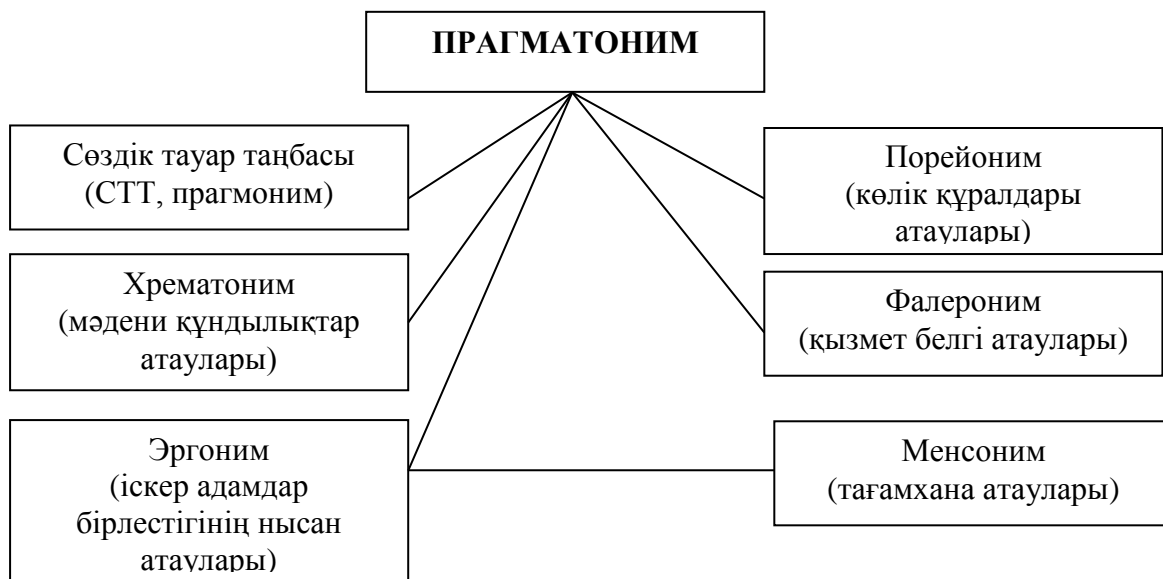 ПРАГМАТОНИМ
Сөздік тауар таңбасы
(СТТ, прагмоним)
Порейоним
(көлік құралдары
атаулары)
Хрематоним
(мәдени құндылықтар
атаулары)
Фалероним
(қызмет белгі атаулары)
Эргоним
(іскер адамдар
бірлестігінің нысан
атаулары)
Менсоним
(тағамхана атаулары)